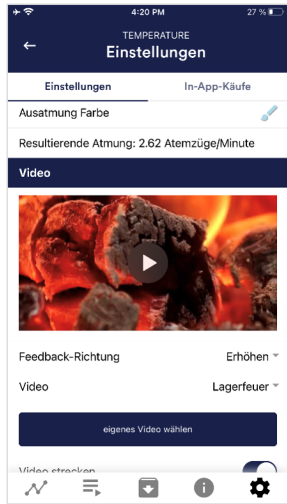 4:20 PM
27 %
TEMPERATURE
Einstellungen
Einstellungen
In-App-Käufe
Ausatmung Farbe
Resultierende Atmung: 2.62 Atemzüge/Minute
Video
Feedback-Richtung
Erhöhen
Video
Lagerfeuer
eigenes Video wählen
Video strecken